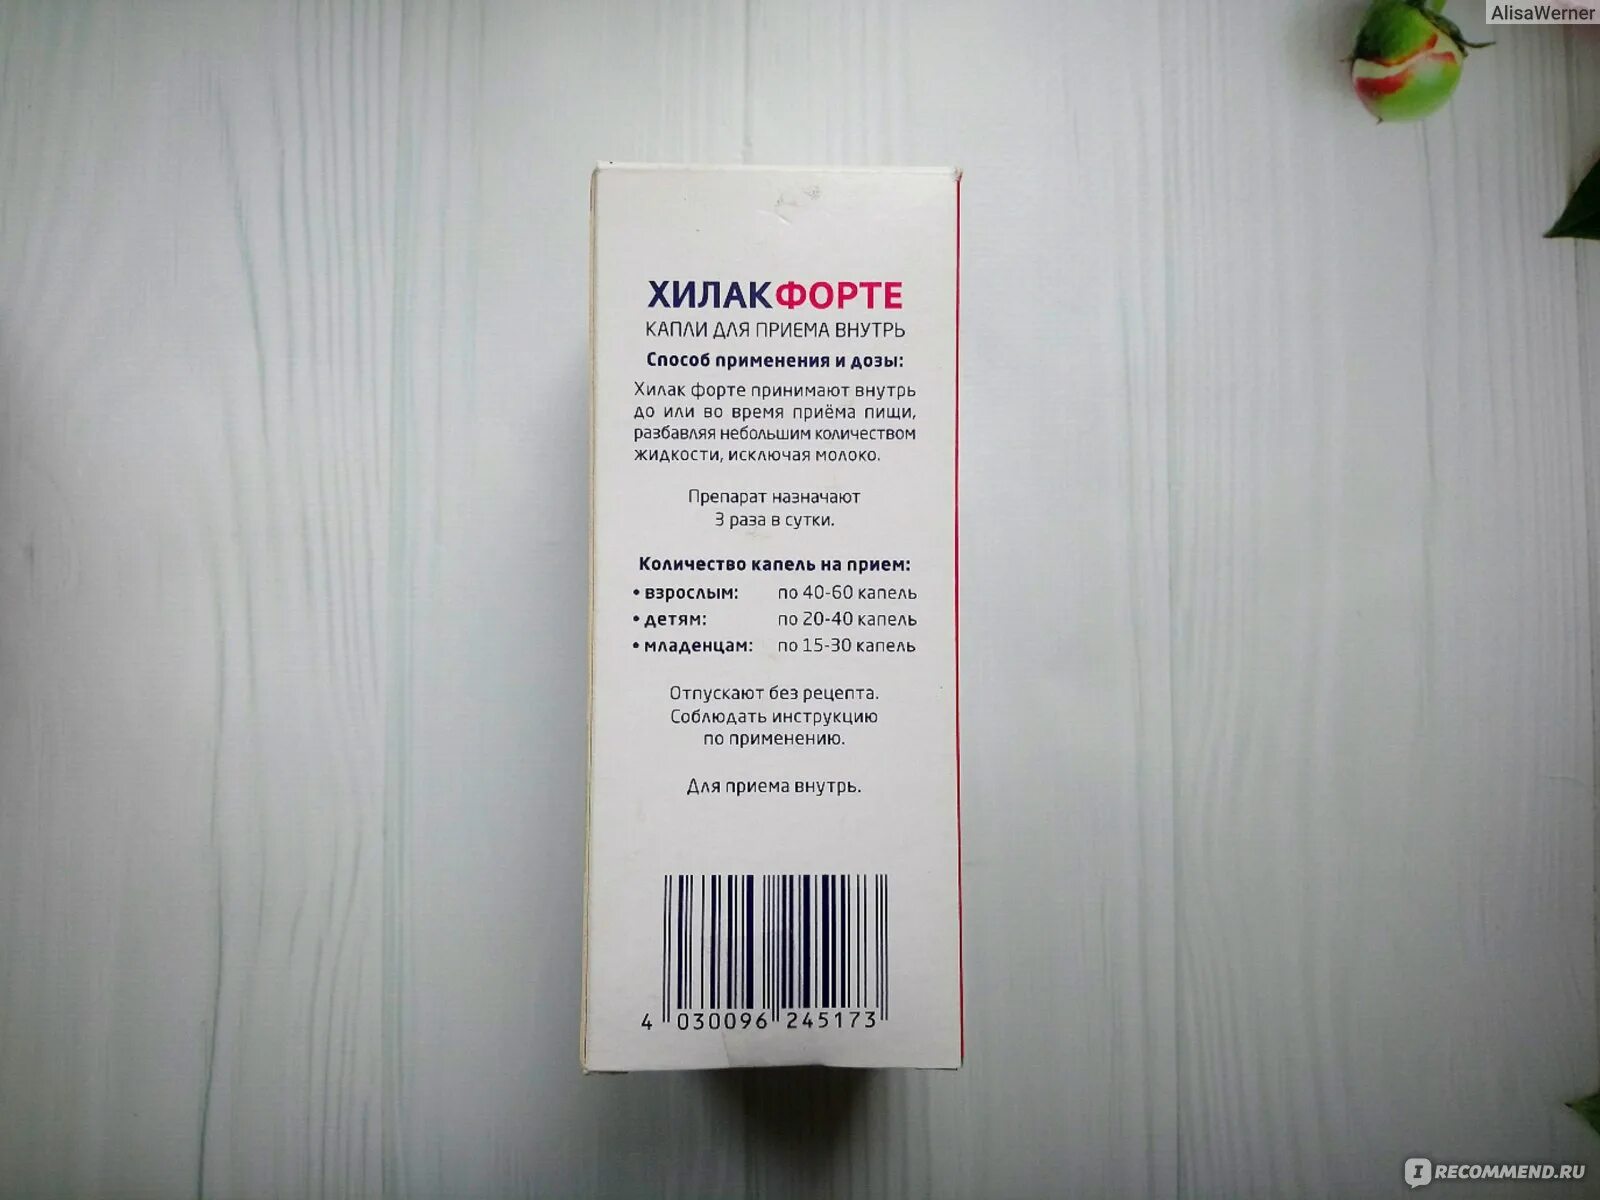 AlisaWerner
ХИЛАК ФОРТЕ
КАПЛИ ДЛЯ ПРИЕМА ВНУТРЬ
Способ применения и дозы:
Хилак форте принимают внутрь
до или во время приёма пищи,
разбавляя небольшим количеством
жидкости, исключая молоко.
Препарат назначают
3 раза в сутки.
Количество капель на прием:
• взрослым: по 40-60 капель
• детям: по 20-40 капель
• младенцам: по 15-30 капель
Отпускают без рецепта.
Соблюдать инструкцию
по применению.
Для приема внутрь.
4 030096 245173
I RECOMMEND.RU